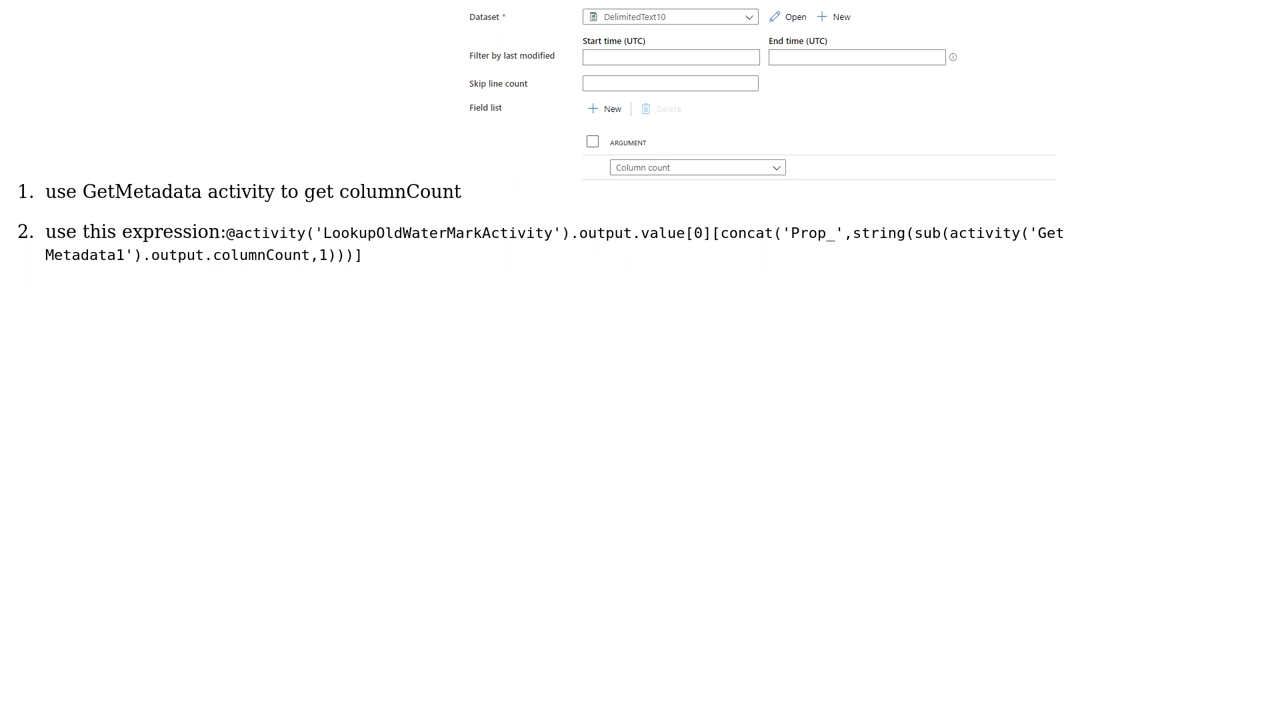 Dataset * DelimitedText10 Open New
Start time (UTC) End time (UTC)
Filter by last modified
Skip line count
Field list New Delete
ARGUMENT
Column count
1. use GetMetadata activity to get columnCount
2. use this expression:@activity('LookupOldWaterMarkActivity').output.value[0][concat('Prop_',string(sub(activity('Get
Metadata1').output.columnCount,1)))]